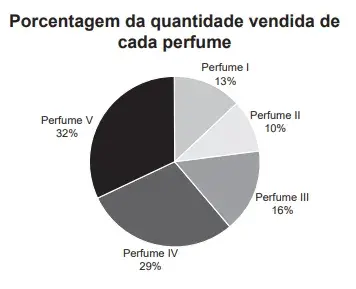 Porcentagem da quantidade vendida de
cada perfume
Perfume I
13%
Perfume II
10%
Perfume III
16%
Perfume IV
29%
Perfume V
32%